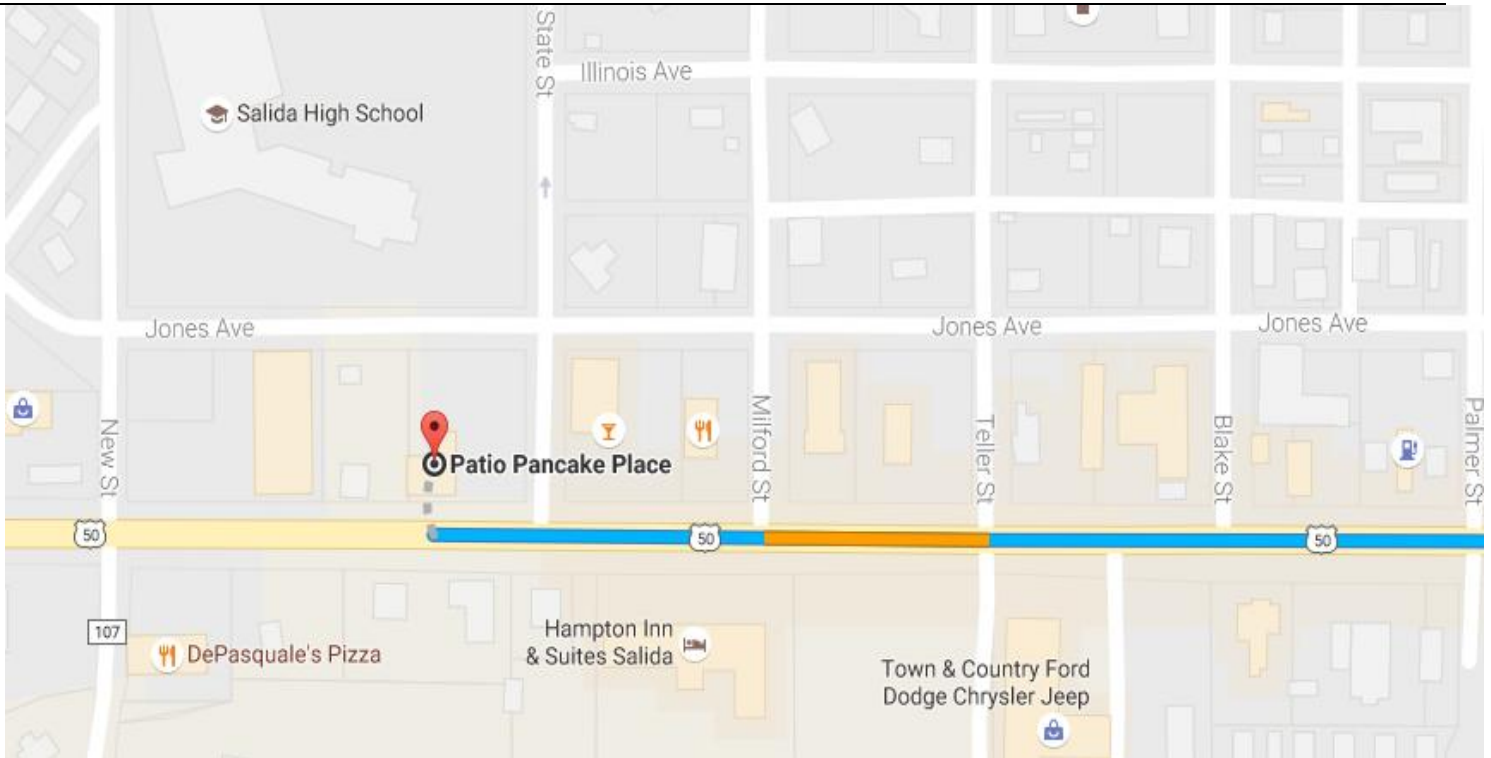 State St
Illinois Ave
Salida High School
Jones Ave
Jones Ave
Jones Ave
New St
Patio Pancake Place
Milford St
Teller St
Blake St
Palmer St
50
50
50
107
DePasquale's Pizza
Hampton Inn
& Suites Salida
Town & Country Ford
Dodge Chrysler Jeep